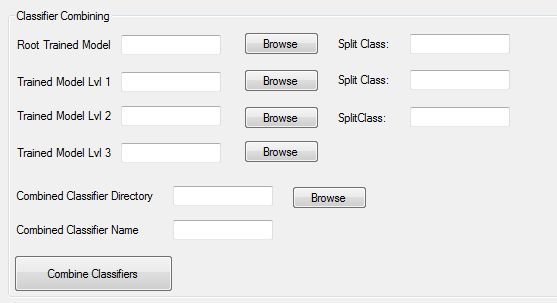 Classifier Combining
Root Trained Model Browse Split Class:
Trained Model Lvl 1 Browse Split Class:
Trained Model Lvl 2 Browse SplitClass:
Trained Model Lvl 3 Browse
Combined Classifier Directory Browse
Combined Classifier Name
Combine Classifiers